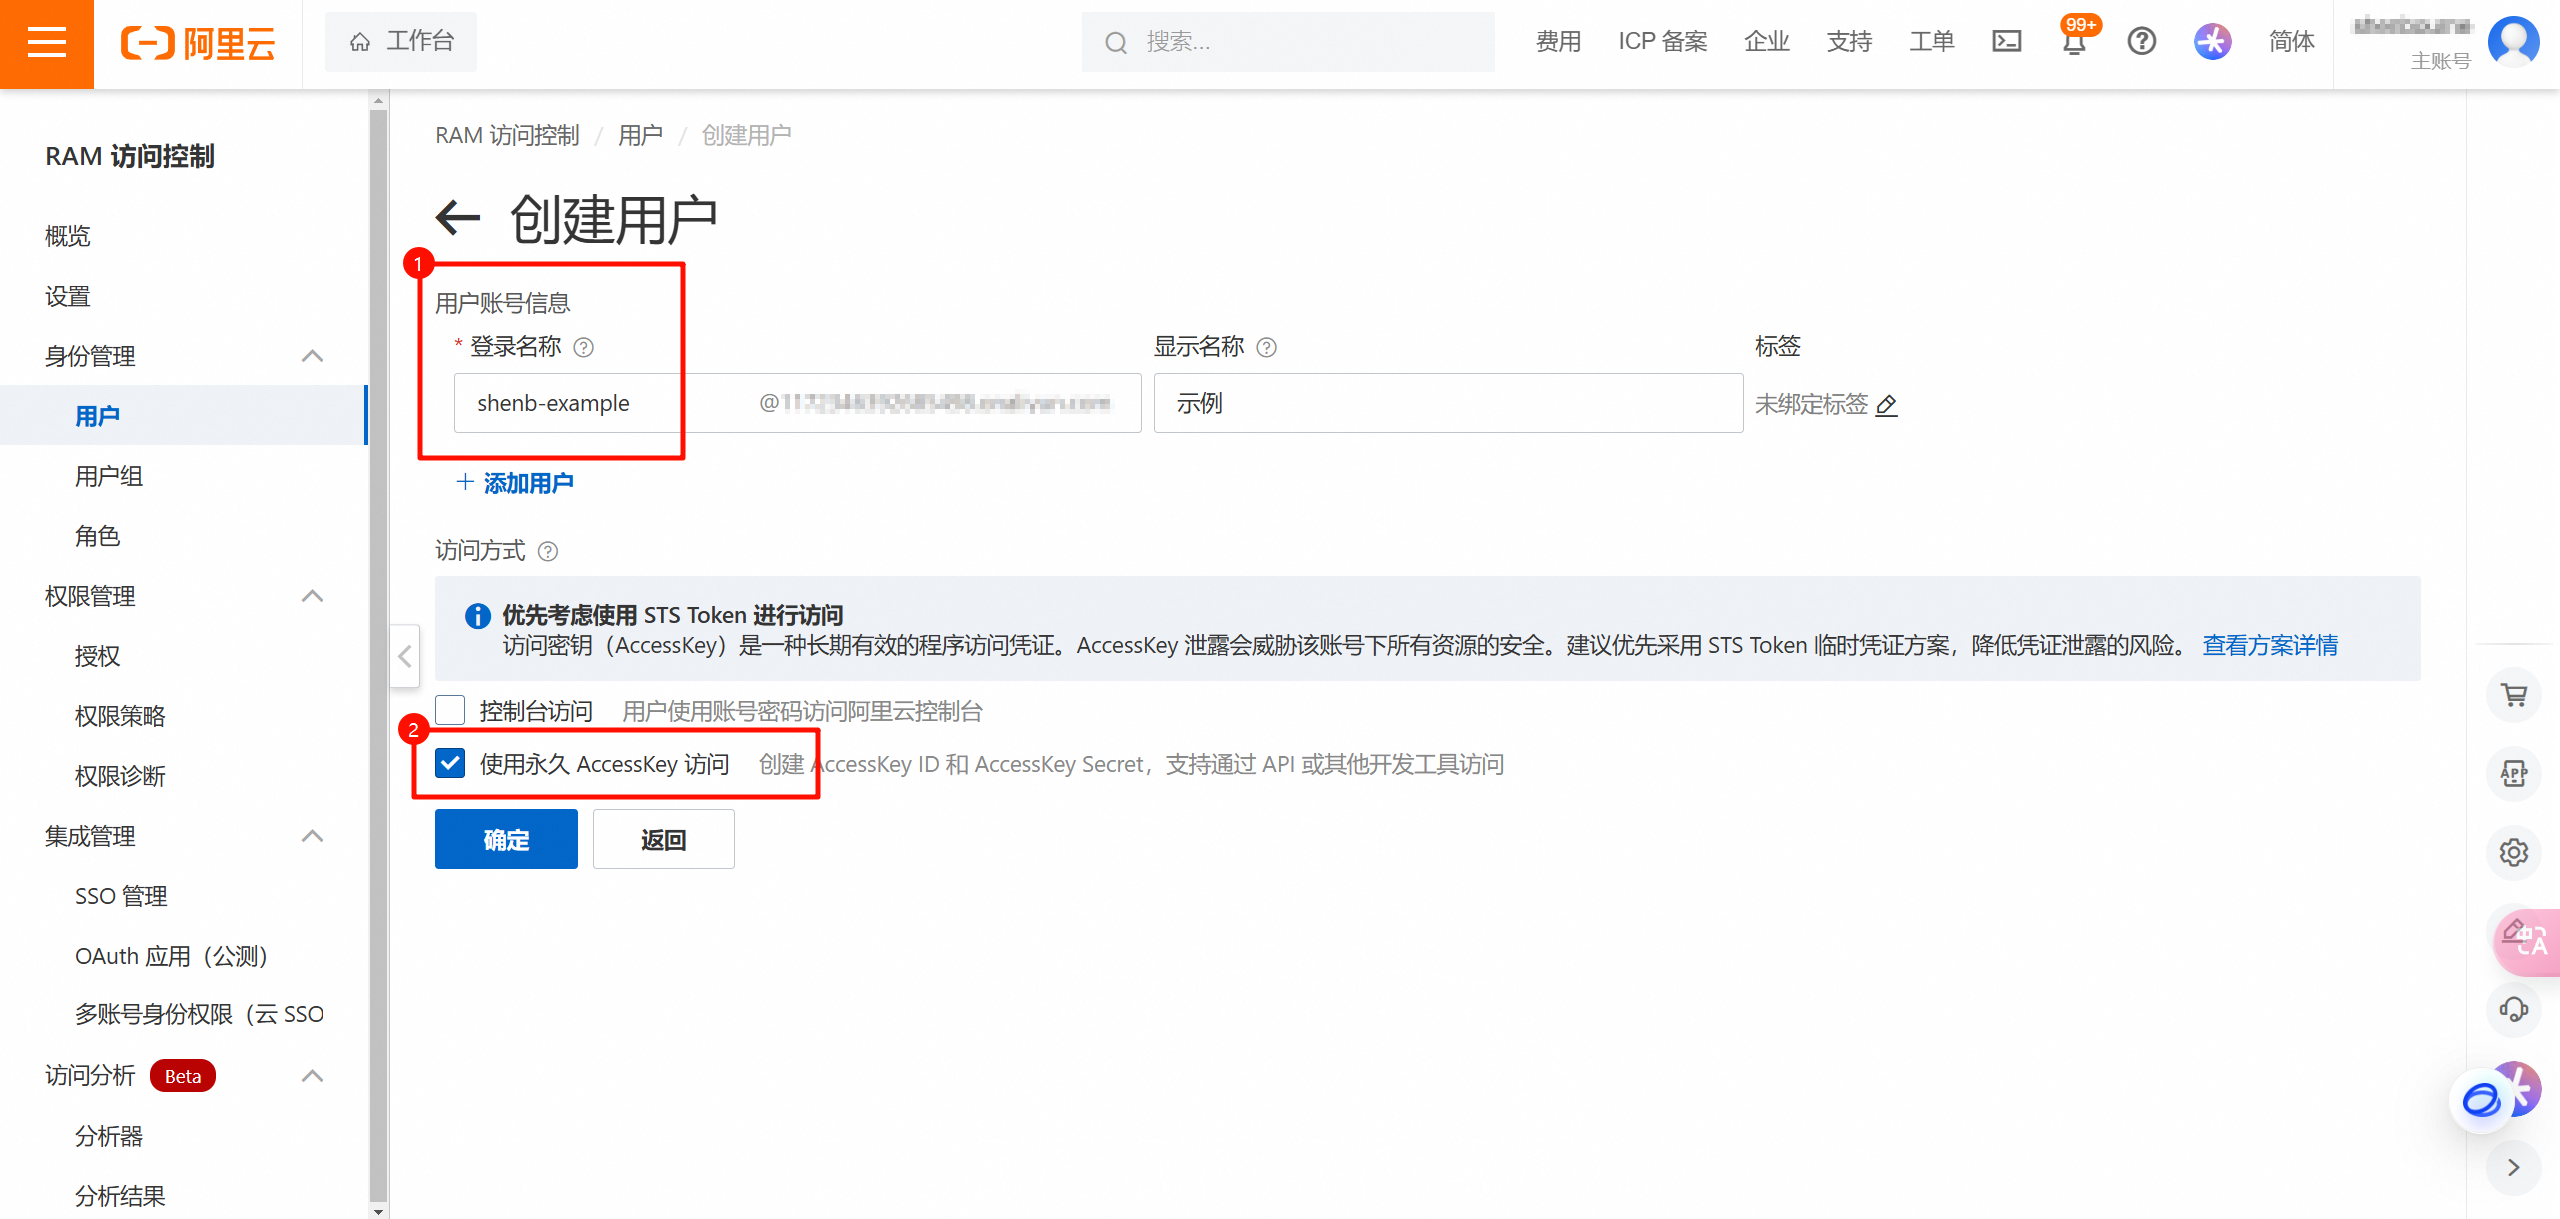 阿里云
工作台
搜索...
费用
ICP 备案
企业
支持
工单
99+
简体
主账号
RAM 访问控制
概览
设置
身份管理
用户
用户组
角色
权限管理
授权
权限策略
权限诊断
集成管理
SSO 管理
OAuth 应用（公测）
多账号身份权限（云 SSO
访问分析 Beta
分析器
分析结果
RAM 访问控制 / 用户 / 创建用户
创建用户
1
用户账号信息
* 登录名称
显示名称
标签
shenb-example
@
示例
未绑定标签
+ 添加用户
访问方式
优先考虑使用 STS Token 进行访问
访问密钥（AccessKey）是一种长期有效的程序访问凭证。AccessKey 泄露会威胁该账号下所有资源的安全。建议优先采用 STS Token 临时凭证方案，降低凭证泄露的风险。 查看方案详情
控制台访问 用户使用账号密码访问阿里云控制台
2
使用永久 AccessKey 访问 创建 AccessKey ID 和 AccessKey Secret，支持通过 API 或其他开发工具访问
确定
返回
APP